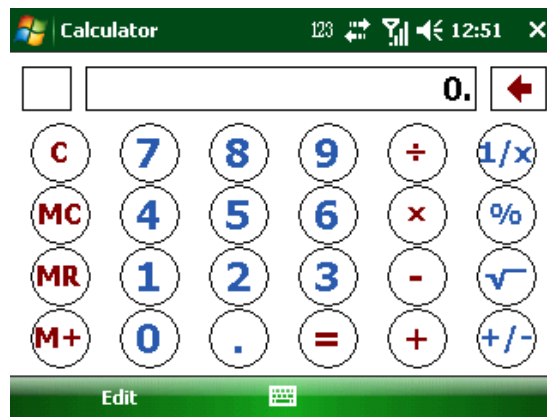 Calculator 123 12:51 X
0.
C 7 8 9 ÷ 1/x
MC 4 5 6 × %
MR 1 2 3 - √
M+ 0 . = + +/-
Edit